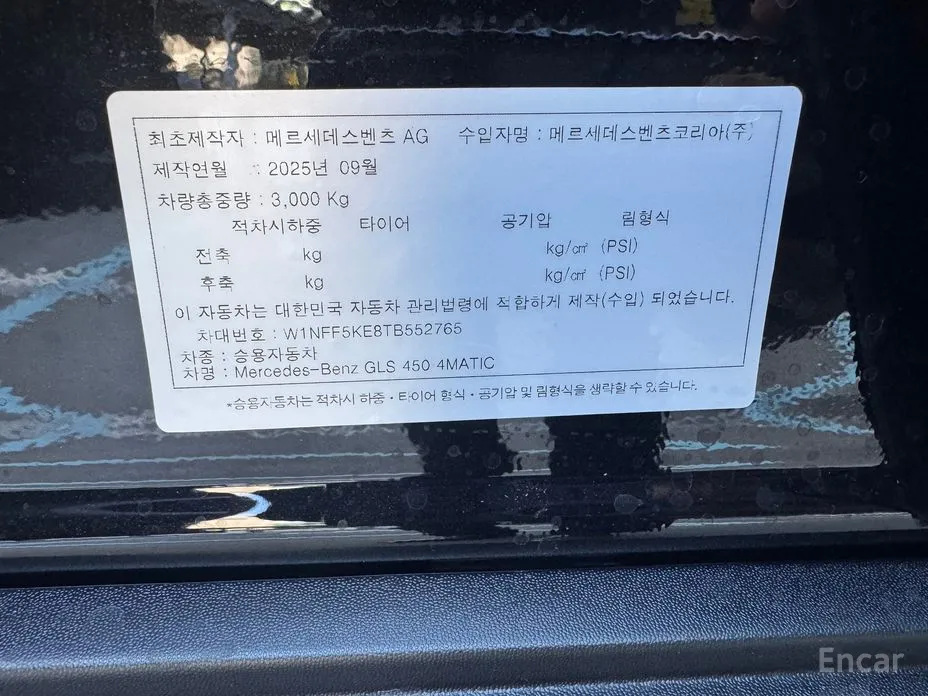 최초제작자 : 메르세데스벤츠 AG 수입자명 : 메르세데스벤츠코리아(주)
제작연월 : 2025년 09월
차량총중량 : 3,000 Kg
적차시하중 타이어 공기압 림형식
전축 kg kg/㎠ (PSI)
후축 kg kg/㎠ (PSI)
이 자동차는 대한민국 자동차 관리법령에 적합하게 제작(수입) 되었습니다.
차대번호 : W1NFF5KE8TB552765
차종 : 승용자동차
차명 : Mercedes-Benz GLS 450 4MATIC
*승용자동차는 적차시 하중·타이어 형식·공기압 및 림형식을 생략할 수 있습니다.
Encar